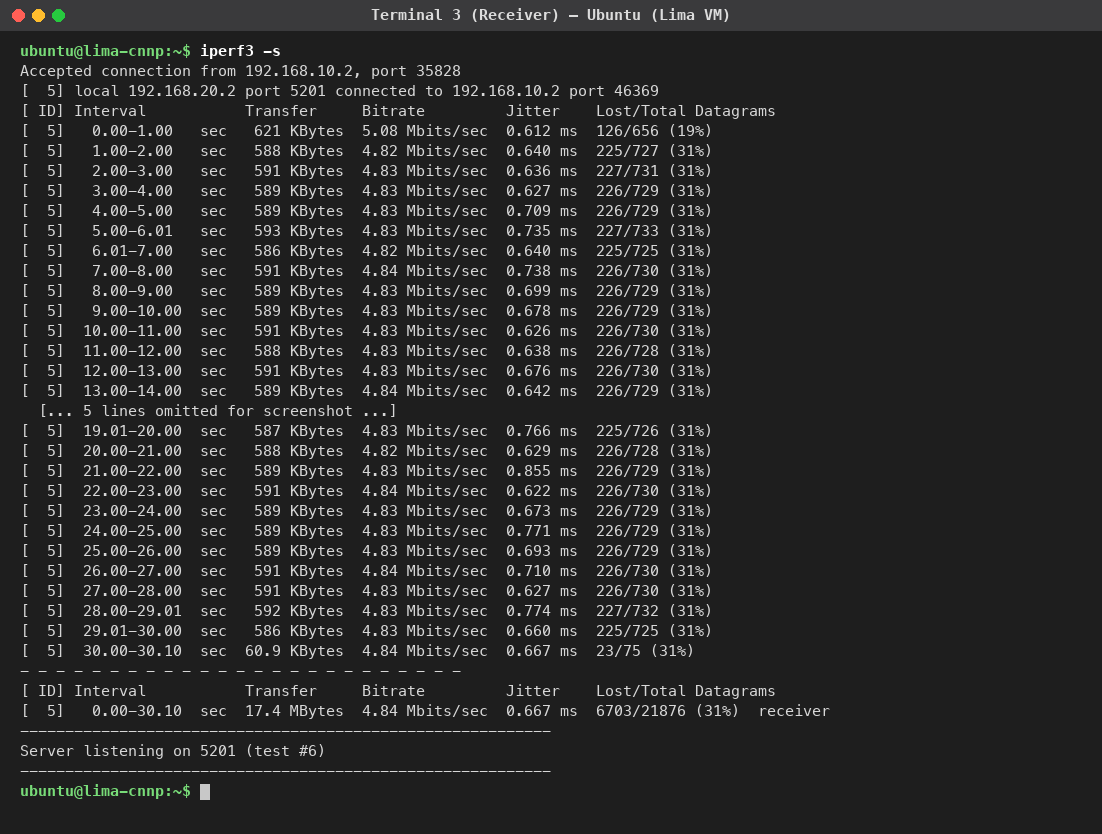 Terminal 3 (Receiver) — Ubuntu (Lima VM)
ubuntu@lima-cnnp:~$ iperf3 -s
Accepted connection from 192.168.10.2, port 35828
[  5] local 192.168.20.2 port 5201 connected to 192.168.10.2 port 46369
[ ID] Interval           Transfer     Bitrate         Jitter    Lost/Total Datagrams
[  5]   0.00-1.00   sec   621 KBytes  5.08 Mbits/sec  0.612 ms  126/656 (19%)
[  5]   1.00-2.00   sec   588 KBytes  4.82 Mbits/sec  0.640 ms  225/727 (31%)
[  5]   2.00-3.00   sec   591 KBytes  4.83 Mbits/sec  0.636 ms  227/731 (31%)
[  5]   3.00-4.00   sec   589 KBytes  4.83 Mbits/sec  0.627 ms  226/729 (31%)
[  5]   4.00-5.00   sec   589 KBytes  4.83 Mbits/sec  0.709 ms  226/729 (31%)
[  5]   5.00-6.01   sec   593 KBytes  4.83 Mbits/sec  0.735 ms  227/733 (31%)
[  5]   6.01-7.00   sec   586 KBytes  4.82 Mbits/sec  0.640 ms  225/725 (31%)
[  5]   7.00-8.00   sec   591 KBytes  4.84 Mbits/sec  0.738 ms  226/730 (31%)
[  5]   8.00-9.00   sec   589 KBytes  4.83 Mbits/sec  0.699 ms  226/729 (31%)
[  5]   9.00-10.00  sec   589 KBytes  4.83 Mbits/sec  0.678 ms  226/729 (31%)
[  5]  10.00-11.00  sec   591 KBytes  4.83 Mbits/sec  0.626 ms  226/730 (31%)
[  5]  11.00-12.00  sec   588 KBytes  4.83 Mbits/sec  0.638 ms  226/728 (31%)
[  5]  12.00-13.00  sec   591 KBytes  4.83 Mbits/sec  0.676 ms  226/730 (31%)
[  5]  13.00-14.00  sec   589 KBytes  4.84 Mbits/sec  0.642 ms  226/729 (31%)
[... 5 lines omitted for screenshot ...]
[  5]  19.01-20.00  sec   587 KBytes  4.83 Mbits/sec  0.766 ms  225/726 (31%)
[  5]  20.00-21.00  sec   588 KBytes  4.82 Mbits/sec  0.629 ms  226/728 (31%)
[  5]  21.00-22.00  sec   589 KBytes  4.83 Mbits/sec  0.855 ms  226/729 (31%)
[  5]  22.00-23.00  sec   591 KBytes  4.84 Mbits/sec  0.622 ms  226/730 (31%)
[  5]  23.00-24.00  sec   589 KBytes  4.83 Mbits/sec  0.673 ms  226/729 (31%)
[  5]  24.00-25.00  sec   589 KBytes  4.83 Mbits/sec  0.771 ms  226/729 (31%)
[  5]  25.00-26.00  sec   589 KBytes  4.83 Mbits/sec  0.693 ms  226/729 (31%)
[  5]  26.00-27.00  sec   591 KBytes  4.84 Mbits/sec  0.710 ms  226/730 (31%)
[  5]  27.00-28.00  sec   591 KBytes  4.83 Mbits/sec  0.627 ms  226/730 (31%)
[  5]  28.00-29.01  sec   592 KBytes  4.83 Mbits/sec  0.774 ms  227/732 (31%)
[  5]  29.01-30.00  sec   586 KBytes  4.83 Mbits/sec  0.660 ms  225/725 (31%)
[  5]  30.00-30.10  sec  60.9 KBytes  4.84 Mbits/sec  0.667 ms  23/75 (31%)
- - - - - - - - - - - - - - - - - - - - - - - - -
[ ID] Interval           Transfer     Bitrate         Jitter    Lost/Total Datagrams
[  5]   0.00-30.10  sec  17.4 MBytes  4.84 Mbits/sec  0.667 ms  6703/21876 (31%)  receiver
-----------------------------------------------------------
Server listening on 5201 (test #6)
-----------------------------------------------------------
ubuntu@lima-cnnp:~$